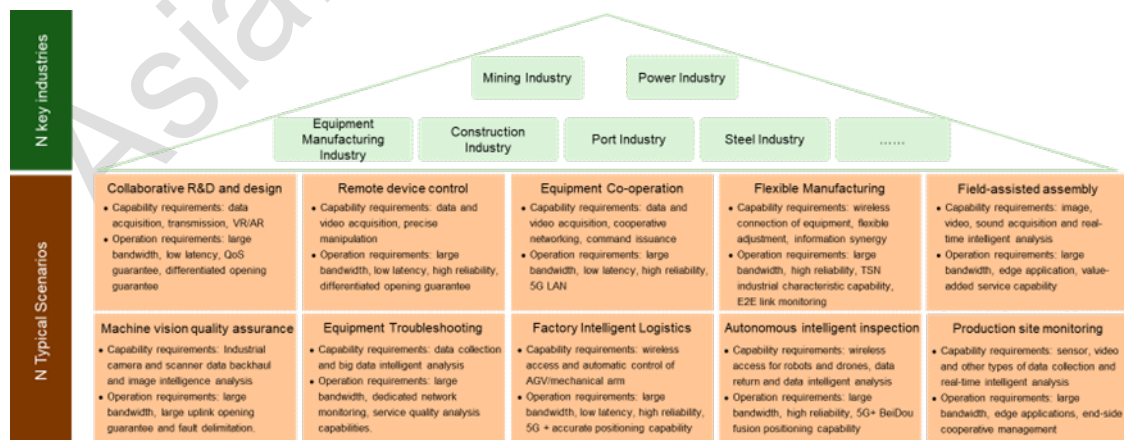 Asia
N key industries
Mining Industry
Power Industry
Equipment
Manufacturing
Industry
Construction
Industry
Port Industry
Steel Industry
......
N Typical Scenarios
Collaborative R&D and design
• Capability requirements: data
acquisition, transmission, VR/AR
• Operation requirements: large
bandwidth, low latency, QoS
guarantee, differentiated opening
guarantee
Remote device control
• Capability requirements: data and
video acquisition, precise
manipulation
• Operation requirements: large
bandwidth, low latency, high reliability,
differentiated opening guarantee
Equipment Co-operation
• Capability requirements: data and
video acquisition, cooperative
networking, command issuance
• Operation requirements: large
bandwidth, low latency, high reliability,
5G LAN
Flexible Manufacturing
• Capability requirements: wireless
connection of equipment, flexible
adjustment, information synergy
• Operation requirements: large
bandwidth, high reliability, TSN
industrial characteristic capability,
E2E link monitoring
Field-assisted assembly
• Capability requirements: image,
video, sound acquisition and real-
time intelligent analysis
• Operation requirements: large
bandwidth, edge application, value-
added service capability
Machine vision quality assurance
• Capability requirements: Industrial
camera and scanner data backhaul
and image intelligence analysis
• Operation requirements: large
bandwidth, large uplink opening
guarantee and fault delimitation.
Equipment Troubleshooting
• Capability requirements: data collection
and big data intelligent analysis
• Operation requirements: large
bandwidth, dedicated network
monitoring, service quality analysis
capabilities.
Factory Intelligent Logistics
• Capability requirements: wireless
access and automatic control of
AGV/mechanical arm
• Operation requirements: large
bandwidth, low latency, high reliability,
5G + accurate positioning capability
Autonomous intelligent inspection
• Capability requirements: wireless
access for robots and drones, data
return and data intelligent analysis
• Operation requirements: large
bandwidth, high reliability, 5G+ BeiDou
fusion positioning capability
Production site monitoring
• Capability requirements: sensor, video
and other types of data collection and
real-time intelligent analysis
• Operation requirements: large
bandwidth, edge applications, end-side
cooperative management